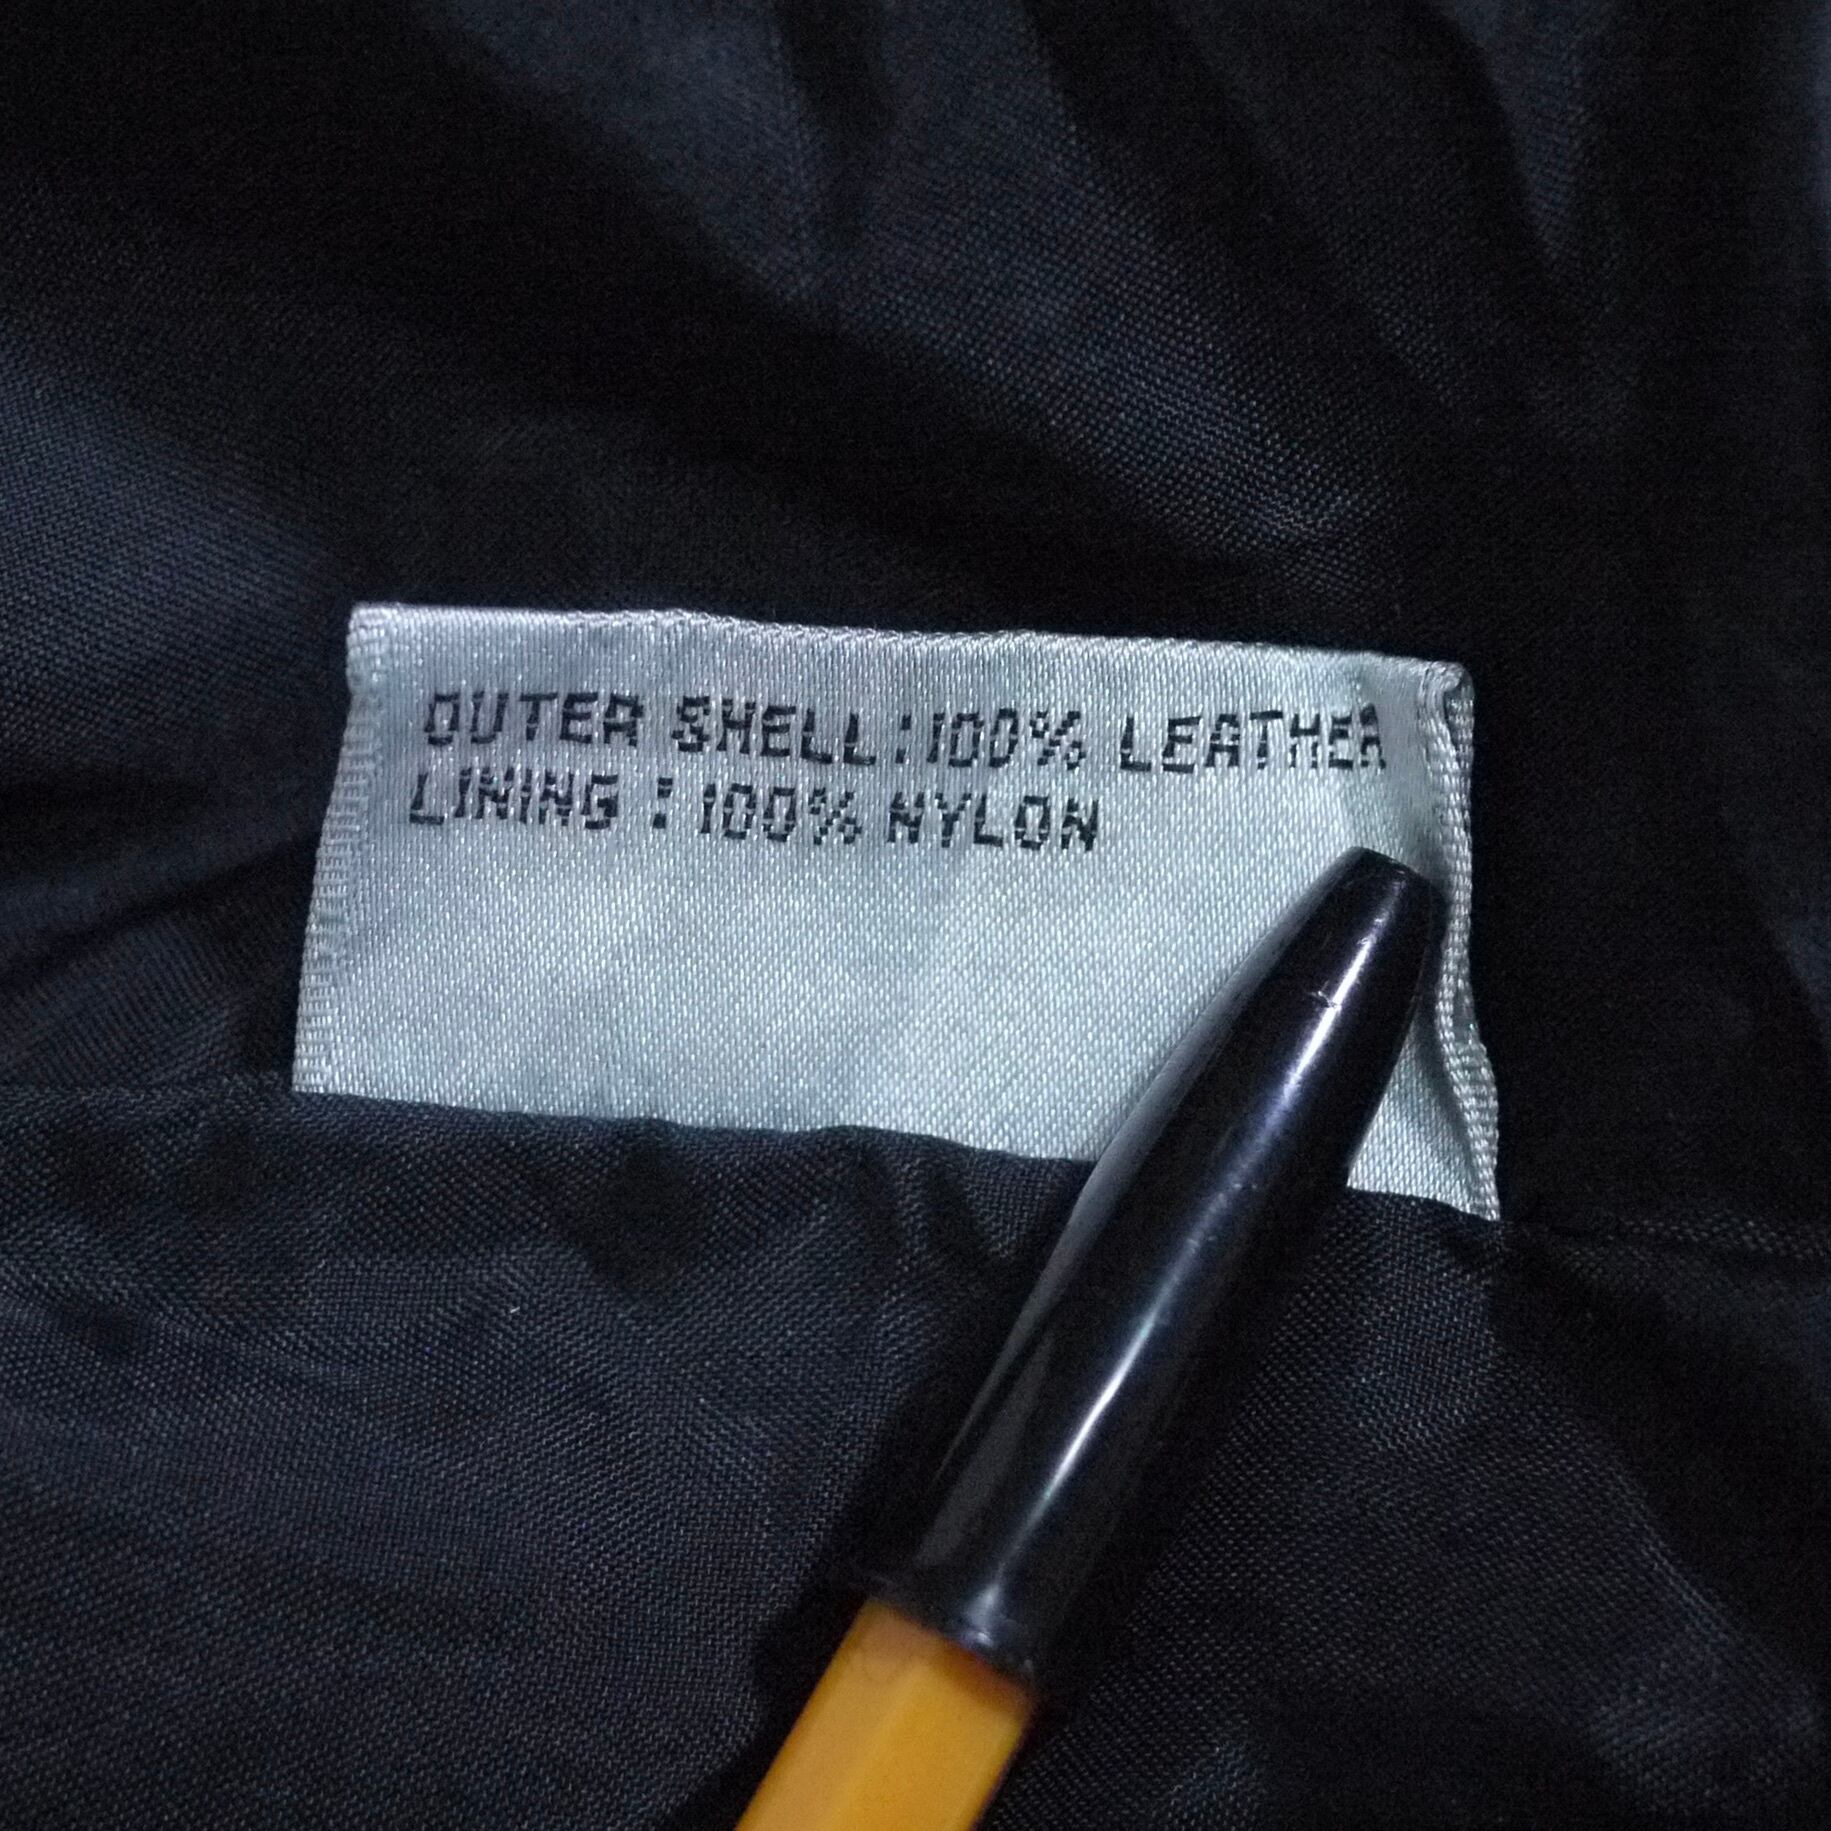 OUTER SHELL:100% LEATHER
LINING : 100% NYLON